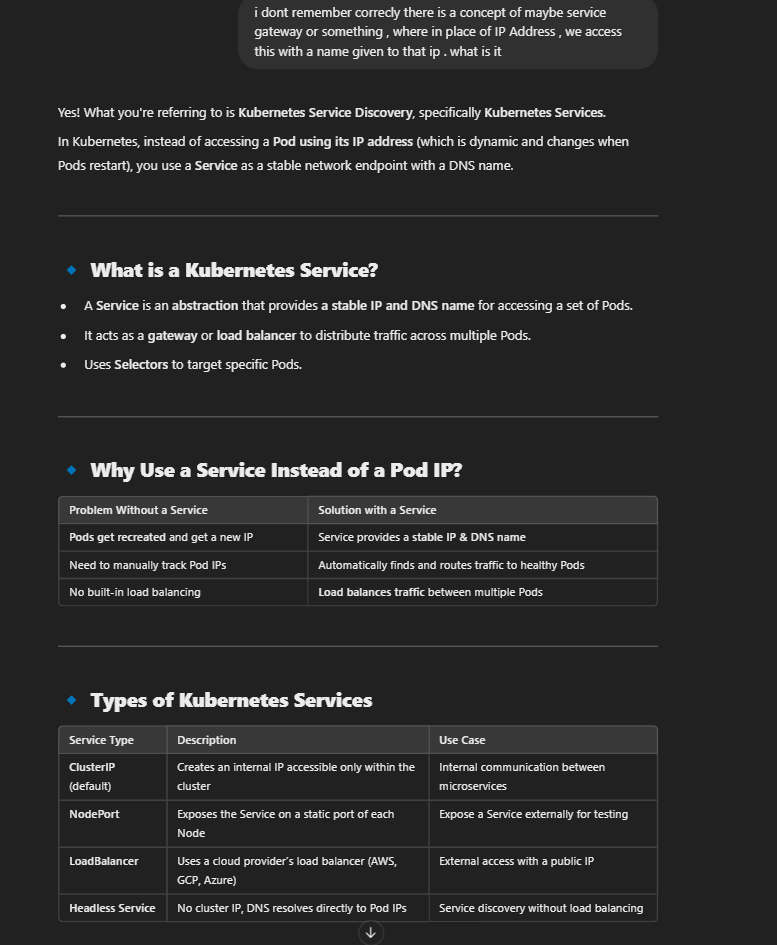 i dont remember correcly there is a concept of maybe service
gateway or something , where in place of IP Address , we access
this with a name given to that ip . what is it
Yes! What you're referring to is Kubernetes Service Discovery, specifically Kubernetes Services.
In Kubernetes, instead of accessing a Pod using its IP address (which is dynamic and changes when
Pods restart), you use a Service as a stable network endpoint with a DNS name.
What is a Kubernetes Service?
• A Service is an abstraction that provides a stable IP and DNS name for accessing a set of Pods.
• It acts as a gateway or load balancer to distribute traffic across multiple Pods.
• Uses Selectors to target specific Pods.
Why Use a Service Instead of a Pod IP?
Problem Without a Service Solution with a Service
Pods get recreated and get a new IP Service provides a stable IP & DNS name
Need to manually track Pod IPs Automatically finds and routes traffic to healthy Pods
No built-in load balancing Load balances traffic between multiple Pods
Types of Kubernetes Services
Service Type Description Use Case
ClusterIP Creates an internal IP accessible only within the Internal communication between
(default) cluster microservices
NodePort Exposes the Service on a static port of each Expose a Service externally for testing
Node
LoadBalancer Uses a cloud provider's load balancer (AWS, External access with a public IP
GCP, Azure)
Headless Service No cluster IP, DNS resolves directly to Pod IPs Service discovery without load balancing